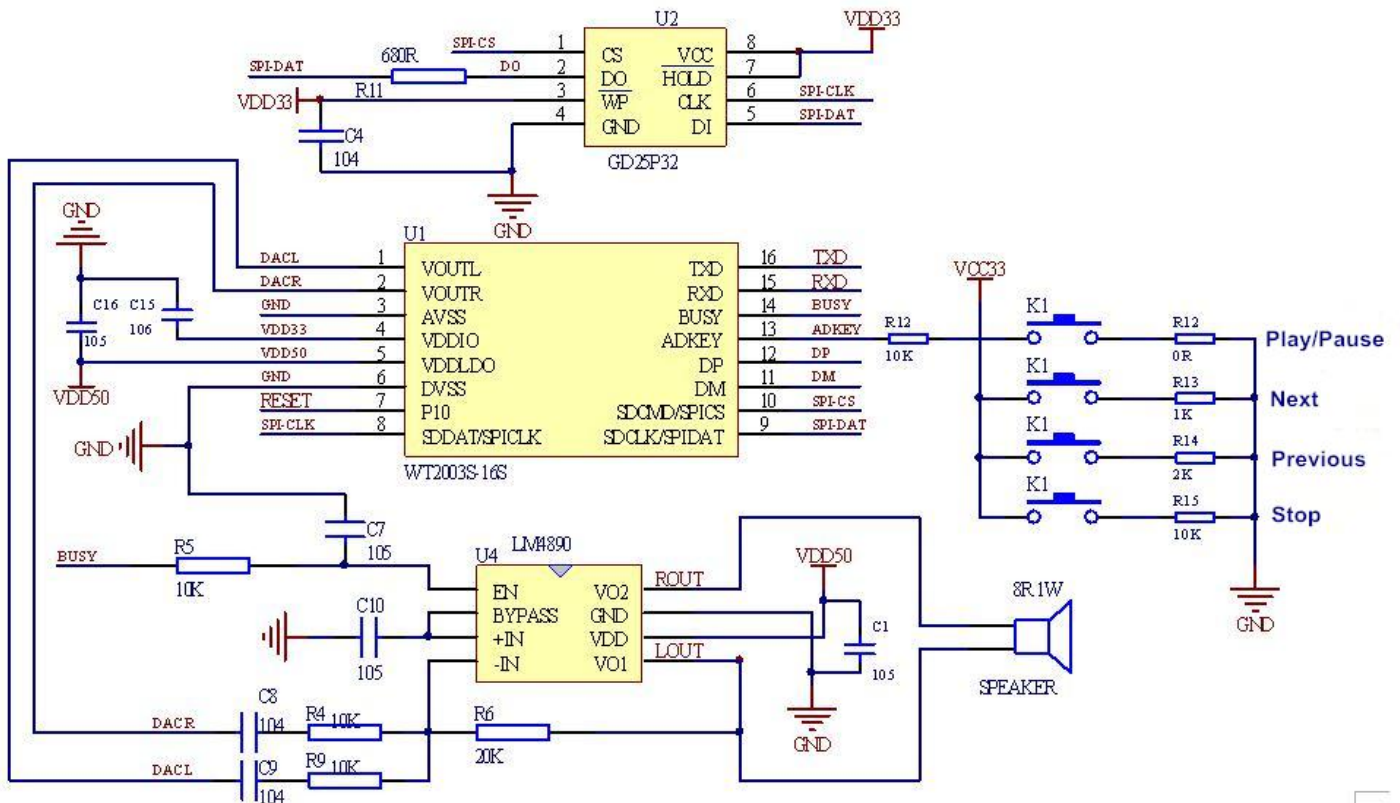 U2
VDD33
SPI-CS
1
CS
VCC
8
680R
SPI-DAT
DO
2
DO
HOLD
7
R11
VDD33
3
WP
CLK
6
SPI-CLK
4
GND
DI
5
SPI-DAT
C4
104
GD25P32
GND
GND
U1
DACL
1
VOUTL
TXD
16
TXD
DACR
2
VOUTR
RXD
15
RXD
C16
C15
GND
3
AVSS
BUSY
14
BUSY
105
106
VDD33
4
VDDIO
ADKEY
13
ADKEY
R12
10K
VDD50
5
VDDLDO
DP
12
DP
VDD50
GND
6
DVSS
DM
11
DM
RESET
7
P10
SDCMD/SPICS
10
SPI-CS
SPI-CLK
8
SDDAT/SPICLK
SDCLK/SPIDAT
9
SPI-DAT
GND
WT2003S-16S
VCC33
K1
R12
0R
Play/Pause
K1
R13
1K
Next
K1
R14
2K
Previous
K1
R15
10K
Stop
GND
C7
105
BUSY
R5
10K
U4
LM4890
EN
VO2
ROUT
BYPASS
GND
+IN
VDD
-IN
VO1
LOUT
C10
105
VDD50
C1
105
GND
8R 1W
SPEAKER
DACR
C8
104
R4
10K
R6
20K
DACL
C9
104
R9
10K